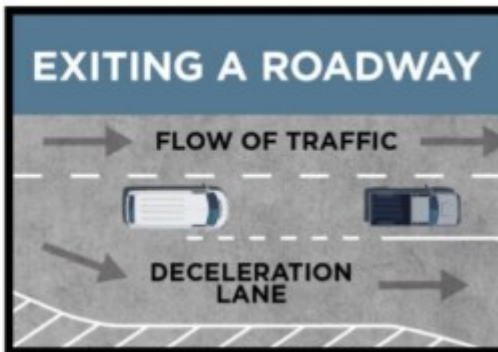 EXITING A ROADWAY
FLOW OF TRAFFIC
DECELERATION
LANE